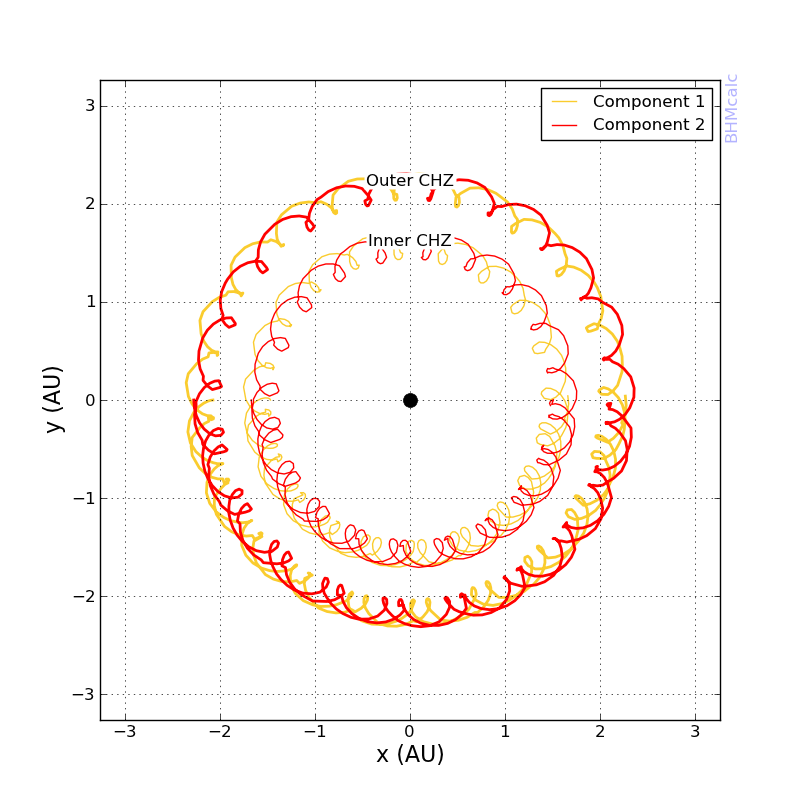 Component 1
Component 2
BHMcalc
Outer CHZ
Inner CHZ
y (AU)
3
2
1
0
−1
−2
−3
−3
−2
−1
0
1
2
3
x (AU)